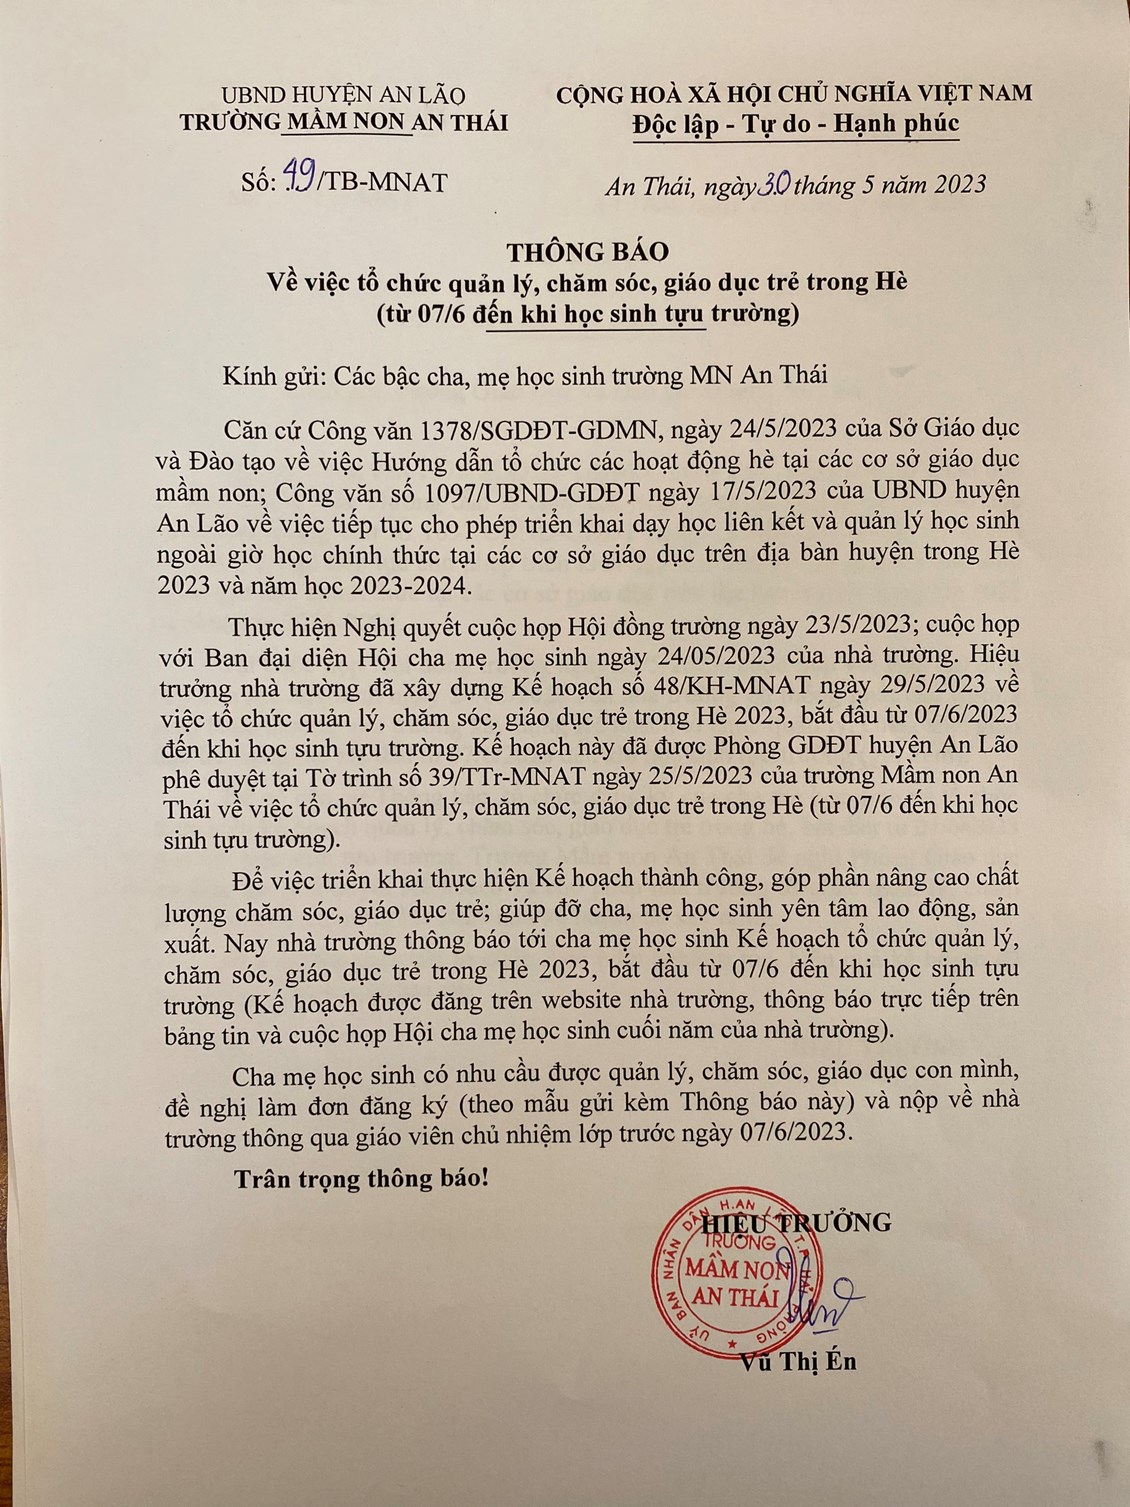 UBND HUYỆN AN LÃO
TRƯỜNG MẦM NON AN THÁI
CỘNG HOÀ XÃ HỘI CHỦ NGHĨA VIỆT NAM
Độc lập - Tự do - Hạnh phúc
Số: 49/TB-MNAT
An Thái, ngày 30 tháng 5 năm 2023
THÔNG BÁO
Về việc tổ chức quản lý, chăm sóc, giáo dục trẻ trong Hè
(từ 07/6 đến khi học sinh tựu trường)
Kính gửi: Các bậc cha, mẹ học sinh trường MN An Thái
Căn cứ Công văn 1378/SGDĐT-GDMN, ngày 24/5/2023 của Sở Giáo dục
và Đào tạo về việc Hướng dẫn tổ chức các hoạt động hè tại các cơ sở giáo dục
mầm non; Công văn số 1097/UBND-GDĐT ngày 17/5/2023 của UBND huyện
An Lão về việc tiếp tục cho phép triển khai dạy học liên kết và quản lý học sinh
ngoài giờ học chính thức tại các cơ sở giáo dục trên địa bàn huyện trong Hè
2023 và năm học 2023-2024.
Thực hiện Nghị quyết cuộc họp Hội đồng trường ngày 23/5/2023; cuộc họp
với Ban đại diện Hội cha mẹ học sinh ngày 24/05/2023 của nhà trường. Hiệu
trưởng nhà trường đã xây dựng Kế hoạch số 48/KH-MNAT ngày 29/5/2023 về
việc tổ chức quản lý, chăm sóc, giáo dục trẻ trong Hè 2023, bắt đầu từ 07/6/2023
đến khi học sinh tựu trường. Kế hoạch này đã được Phòng GDĐT huyện An Lão
phê duyệt tại Tờ trình số 39/TTr-MNAT ngày 25/5/2023 của trường Mầm non An
Thái về việc tổ chức quản lý, chăm sóc, giáo dục trẻ trong Hè (từ 07/6 đến khi học
sinh tựu trường).
Để việc triển khai thực hiện Kế hoạch thành công, góp phần nâng cao chất
lượng chăm sóc, giáo dục trẻ; giúp đỡ cha, mẹ học sinh yên tâm lao động, sản
xuất. Nay nhà trường thông báo tới cha mẹ học sinh Kế hoạch tổ chức quản lý,
chăm sóc, giáo dục trẻ trong Hè 2023, bắt đầu từ 07/6 đến khi học sinh tựu
trường (Kế hoạch được đăng trên website nhà trường, thông báo trực tiếp trên
bảng tin và cuộc họp Hội cha mẹ học sinh cuối năm của nhà trường).
Cha mẹ học sinh có nhu cầu được quản lý, chăm sóc, giáo dục con mình,
đề nghị làm đơn đăng ký (theo mẫu gửi kèm Thông báo này) và nộp về nhà
trường thông qua giáo viên chủ nhiệm lớp trước ngày 07/6/2023.
Trân trọng thông báo!
HIỆU TRƯỞNG
UỶ BAN NHÂN DÂN H.AN LÃO T.P HẢI PHÒNG
TRƯỜNG
MẦM NON
AN THÁI
Vũ Thị Én